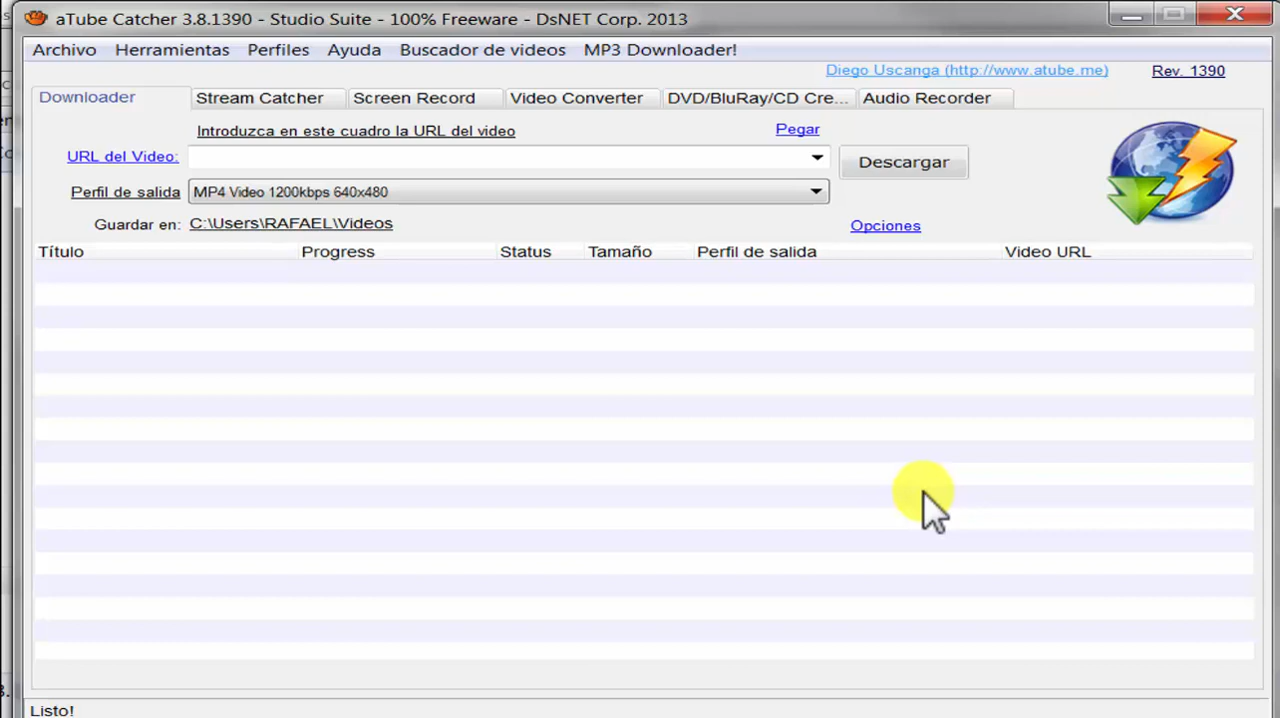 aTube Catcher 3.8.1390 - Studio Suite - 100% Freeware - DsNET Corp. 2013
Archivo Herramientas Perfiles Ayuda Buscador de videos MP3 Downloader!
Diego Uscanga (http://www.atube.me) Rev. 1390
Downloader Stream Catcher Screen Record Video Converter DVD/BluRay/CD Cre... Audio Recorder
Introduzca en este cuadro la URL del video Pegar
URL del Video: Descargar
Perfil de salida MP4 Video 1200kbps 640x480
Guardar en: C:\Users\RAFAEL\Videos Opciones
Título Progress Status Tamaño Perfil de salida Video URL
Listo!